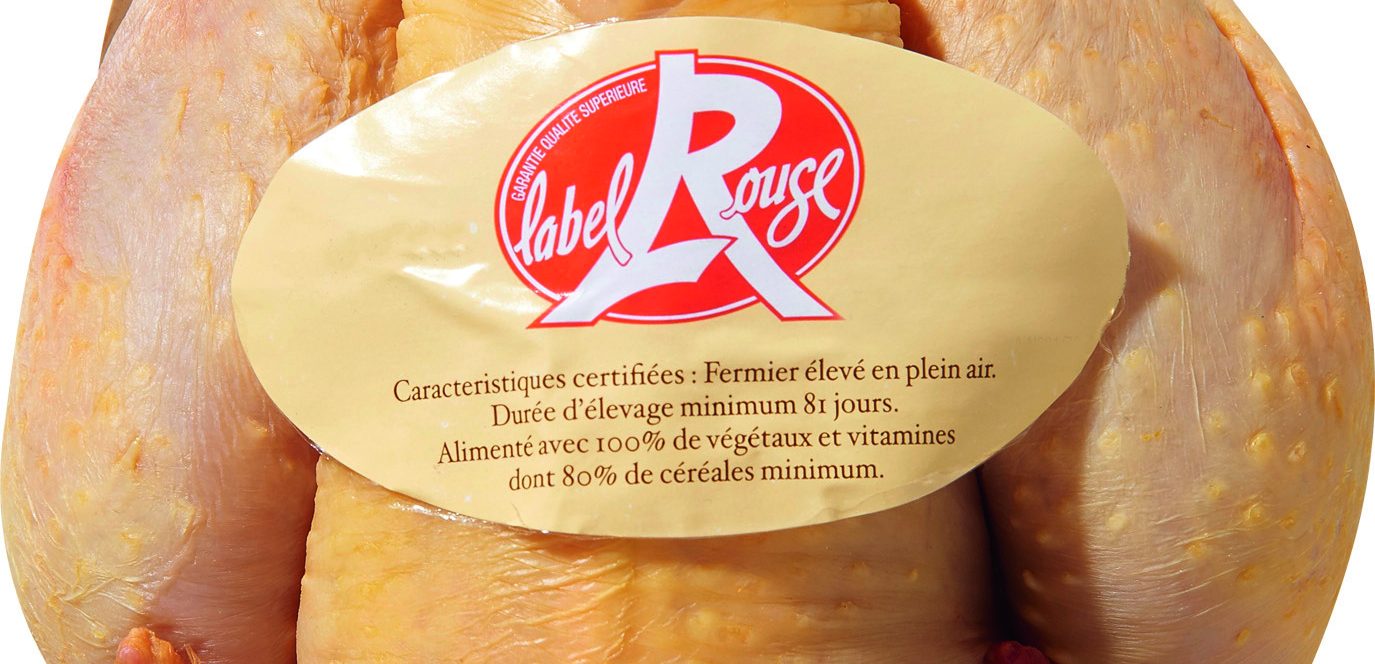 GARANTIE QUALITE SUPERIEURE
label Rouge
Caracteristiques certifiées : Fermier élevé en plein air.
Durée d'élevage minimum 81 jours.
Alimenté avec 100% de végétaux et vitamines
dont 80% de céréales minimum.